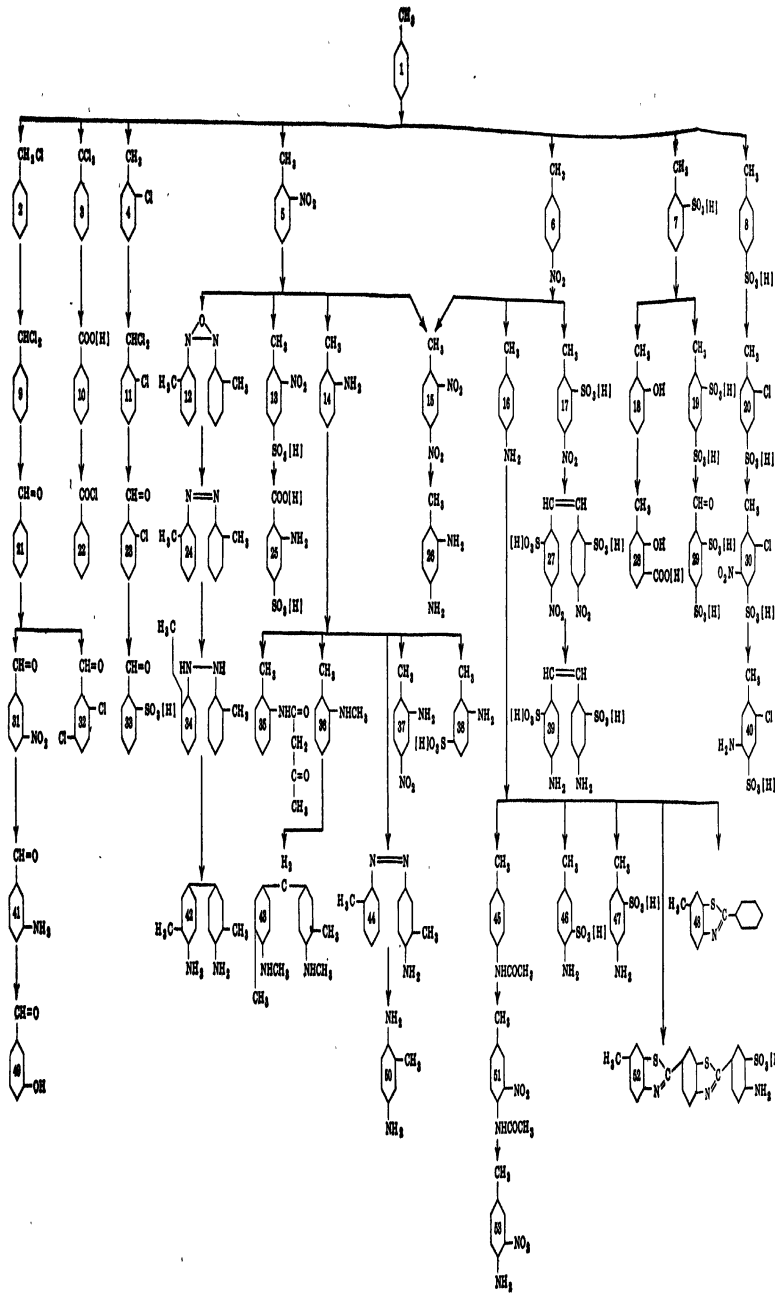 CH₃
1
CH₂Cl CCl₃ CH₃ CH₃ CH₃ CH₃ CH₃
2 3 4 Cl 5 NO₂ 6 NO₂ 7 SO₃[H] 8 SO₃[H]
CHCl₂ COO[H] CHCl₂ O CH₃ CH₃ CH₃ CH₃ CH₃ CH₃ CH₃ CH₃
N N
9 10 11 Cl H₃C 12 CH₃ 13 NO₂ SO₃[H] 14 NH₂ 15 NO₂ NO₂ 16 NH₂ 17 SO₃[H] NO₂ 18 OH 19 SO₃[H] SO₃[H] 20 Cl SO₃[H]
CH=O COCl CH=O N=N COO[H] CH₃ HC=CH CH₃ CH=O CH₃
21 22 23 Cl H₃C 24 CH₃ 25 NH₂ SO₃[H] 26 NH₂ NH₂ [H]O₃S 27 SO₃[H] NO₂ NO₂ 28 OH COO[H] 29 SO₃[H] SO₃[H] 30 Cl O₂N SO₃[H]
CH=O CH=O CH=O H₃C HN—NH CH₃ CH₃ CH₃ CH₃ HC=CH CH₃
31 NO₂ 32 Cl Cl 33 SO₃[H] 34 CH₃ 35 NHC=O CH₂ C=O CH₃ 36 NHCH₃ 37 NH₂ NO₂ 38 NH₂ [H]O₃S [H]O₃S 39 SO₃[H] NH₂ NH₂ 40 Cl H₂N SO₃[H]
CH=O H₂ C N=N CH₃ CH₃ CH₃
41 NH₂ H₃C 42 CH₃ NH₂ NH₂ 43 CH₃ NHCH₃ NHCH₃ CH₃ H₃C 44 CH₃ NH₂ 45 NHCOCH₃ 46 SO₃[H] NH₂ 47 SO₃[H] NH₂ H₃C 48 S C N
CH=O NH₂ CH₃
49 OH 50 CH₃ NH₂ 51 NO₂ NHCOCH₃ H₃C 52 S C N S C N NH₂
CH₃
53 NO₂
NH₂